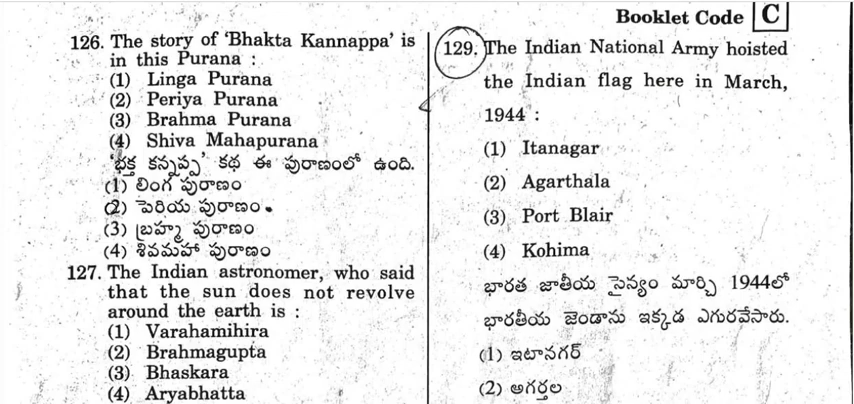 Booklet Code C
126. The story of 'Bhakta Kannappa' is
in this Purana :
(1) Linga Purana
(2) Periya Purana
(3) Brahma Purana
(4) Shiva Mahapurana
'భక్త కన్నప్ప' కథ ఈ పురాణంలో ఉంది.
(1) లింగ పురాణం
(2) పెరియ పురాణం
(3) బ్రహ్మ పురాణం
(4) శివమహా పురాణం
127. The Indian astronomer, who said
that the sun does not revolve
around the earth is :
(1) Varahamihira
(2) Brahmagupta
(3) Bhaskara
(4) Aryabhatta
129. The Indian National Army hoisted
the Indian flag here in March,
1944 :
(1) Itanagar
(2) Agarthala
(3) Port Blair
(4) Kohima
భారత జాతీయ సైన్యం మార్చి 1944లో
భారతీయ జెండాను ఇక్కడ ఎగురవేసారు.
(1) ఇటానగర్
(2) అగర్తల